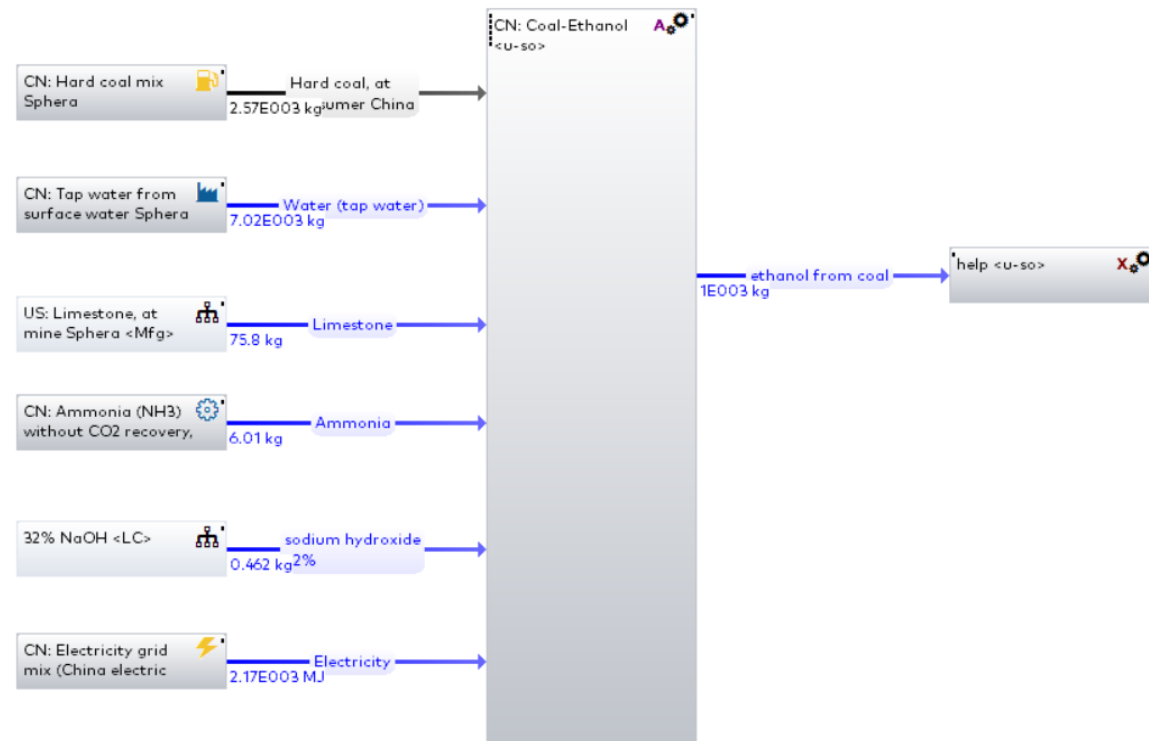 CN: Coal-Ethanol
<u-so>
CN: Hard coal mix
Sphera
Hard coal, at
2.57E003 kg
sumer China
CN: Tap water from
surface water Sphera
Water (tap water)
7.02E003 kg
US: Limestone, at
mine Sphera <Mfg>
Limestone
75.8 kg
CN: Ammonia (NH3)
without CO2 recovery,
Ammonia
6.01 kg
32% NaOH <LC>
sodium hydroxide
0.462 kg
2%
CN: Electricity grid
mix (China electric
Electricity
2.17E003 MJ
ethanol from coal
1E003 kg
help <u-so>
A
X